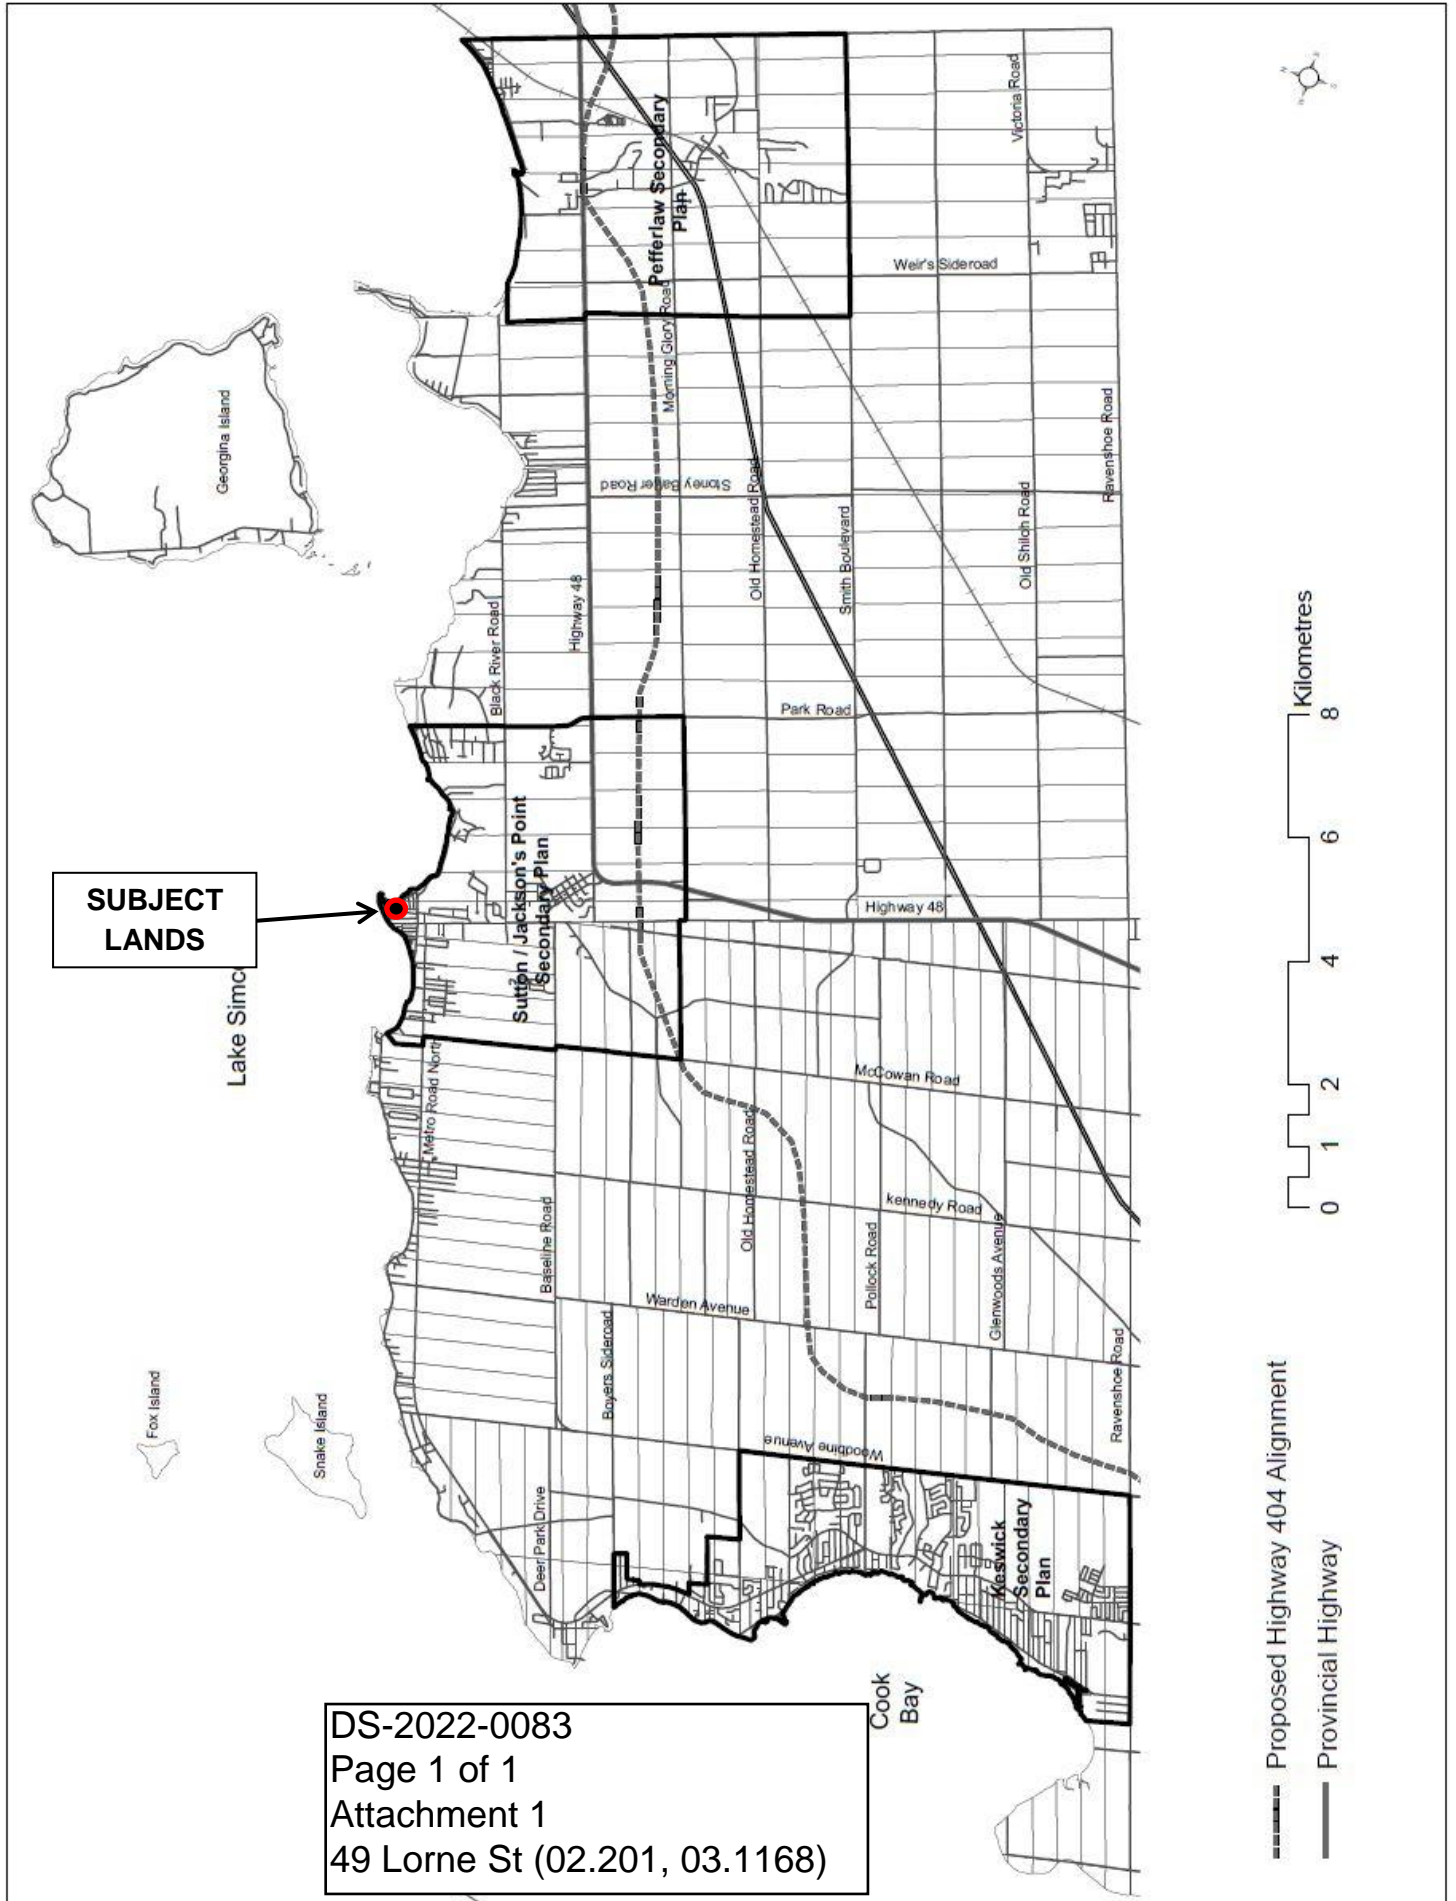 SUBJECT
LANDS
Lake Simc
Georgina Island
Fox Island
Snake Island
Cook
Bay
Pefferlaw Secondary
Plan
Sutton / Jackson's Point
Secondary Plan
Keswick
Secondary
Plan
Victoria Road
Weir's Sideroad
Morning Glory Road
Ravenshoe Road
Stoney Batter Road
Old Homestead Road
Smith Boulevard
Old Shiloh Road
Highway 48
Black River Road
Park Road
Highway 48
Metro Road North
McCowan Road
Old Homestead Road
kennedy Road
Baseline Road
Pollock Road
Glenwoods Avenue
Warden Avenue
Boyers Sideroad
Ravenshoe Road
Woodbine Avenue
Deer Park Drive
Kilometres
0 1 2 4 6 8
Proposed Highway 404 Alignment
Provincial Highway
DS-2022-0083
Page 1 of 1
Attachment 1
49 Lorne St (02.201, 03.1168)